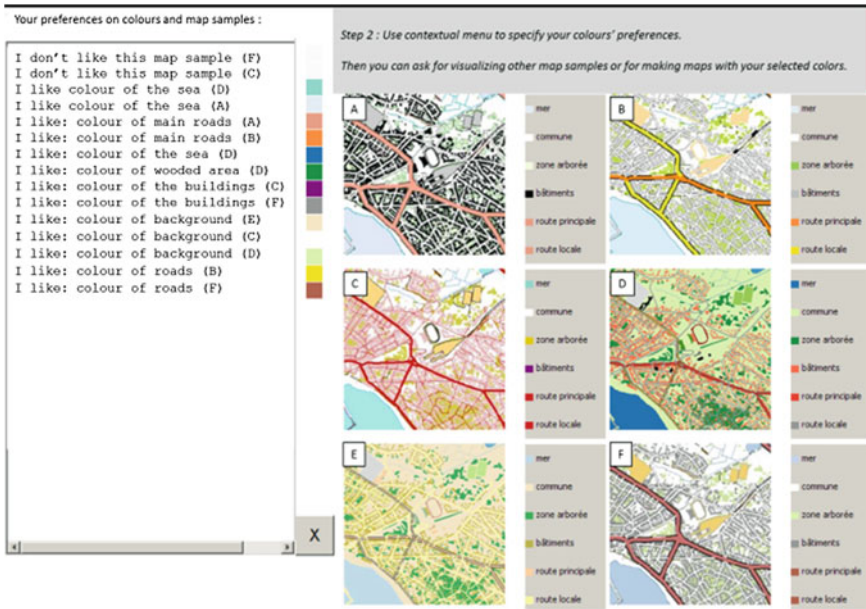 Your preferences on colours and map samples :
I don't like this map sample (F)
I don't like this map sample (C)
I like colour of the sea (D)
I like colour of the sea (A)
I like: colour of main roads (A)
I like: colour of main roads (B)
I like: colour of the sea (D)
I like: colour of wooded area (D)
I like: colour of the buildings (C)
I like: colour of the buildings (F)
I like: colour of background (E)
I like: colour of background (C)
I like: colour of background (D)
I like: colour of roads (B)
I like: colour of roads (F)
X
Step 2 : Use contextual menu to specify your colours' preferences.
Then you can ask for visualizing other map samples or for making maps with your selected colors.
A
mer
commune
zone arborée
bâtiments
route principale
route locale
B
mer
commune
zone arborée
bâtiments
route principale
route locale
C
mer
commune
zone arborée
bâtiments
route principale
route locale
D
mer
commune
zone arborée
bâtiments
route principale
route locale
E
mer
commune
zone arborée
bâtiments
route principale
route locale
F
mer
commune
zone arborée
bâtiments
route principale
route locale